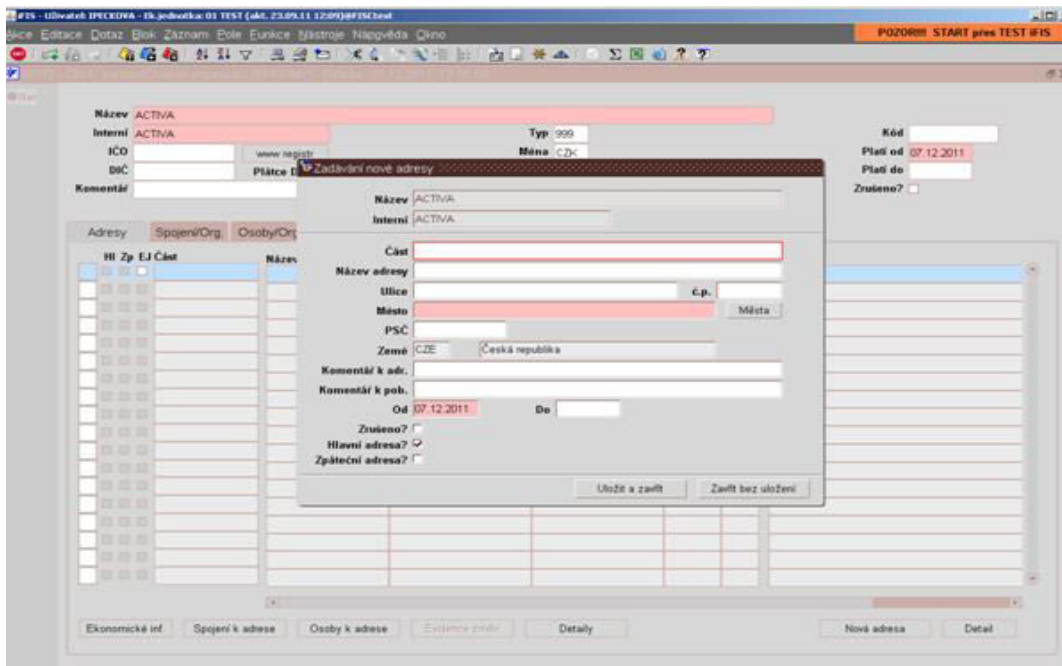 iFIS - Uživatel: IPECKOVA - Ek.jednotka: 01 TEST (akt. 23.09.11 12:09)@FISCtest
Akce Editace Dotaz Blok Záznam Pole Funkce Nástroje Nápověda Okno
POZOR!!! START přes TEST iFIS
Název ACTIVA
Interní ACTIVA Typ 999 Kód
IČO www registr Měna CZK Platí od 07.12.2011
DIČ Plátce D Platí do
Komentář Zrušeno?
Zadávání nové adresy
Název ACTIVA
Interní ACTIVA
Adresy Spojení/Org. Osoby/Org
Hl Zp EJ Část Název
Část
Název adresy
Ulice č.p.
Město Města
PSČ
Země CZE Česká republika
Komentář k adr.
Komentář k pob.
Od 07.12.2011 Do
Zrušeno?
Hlavní adresa?
Zpáteční adresa?
Uložit a zavřít Zavřít bez uložení
Ekonomické inf Spojení k adrese Osoby k adrese Evidence změn Detaily Nová adresa Detail